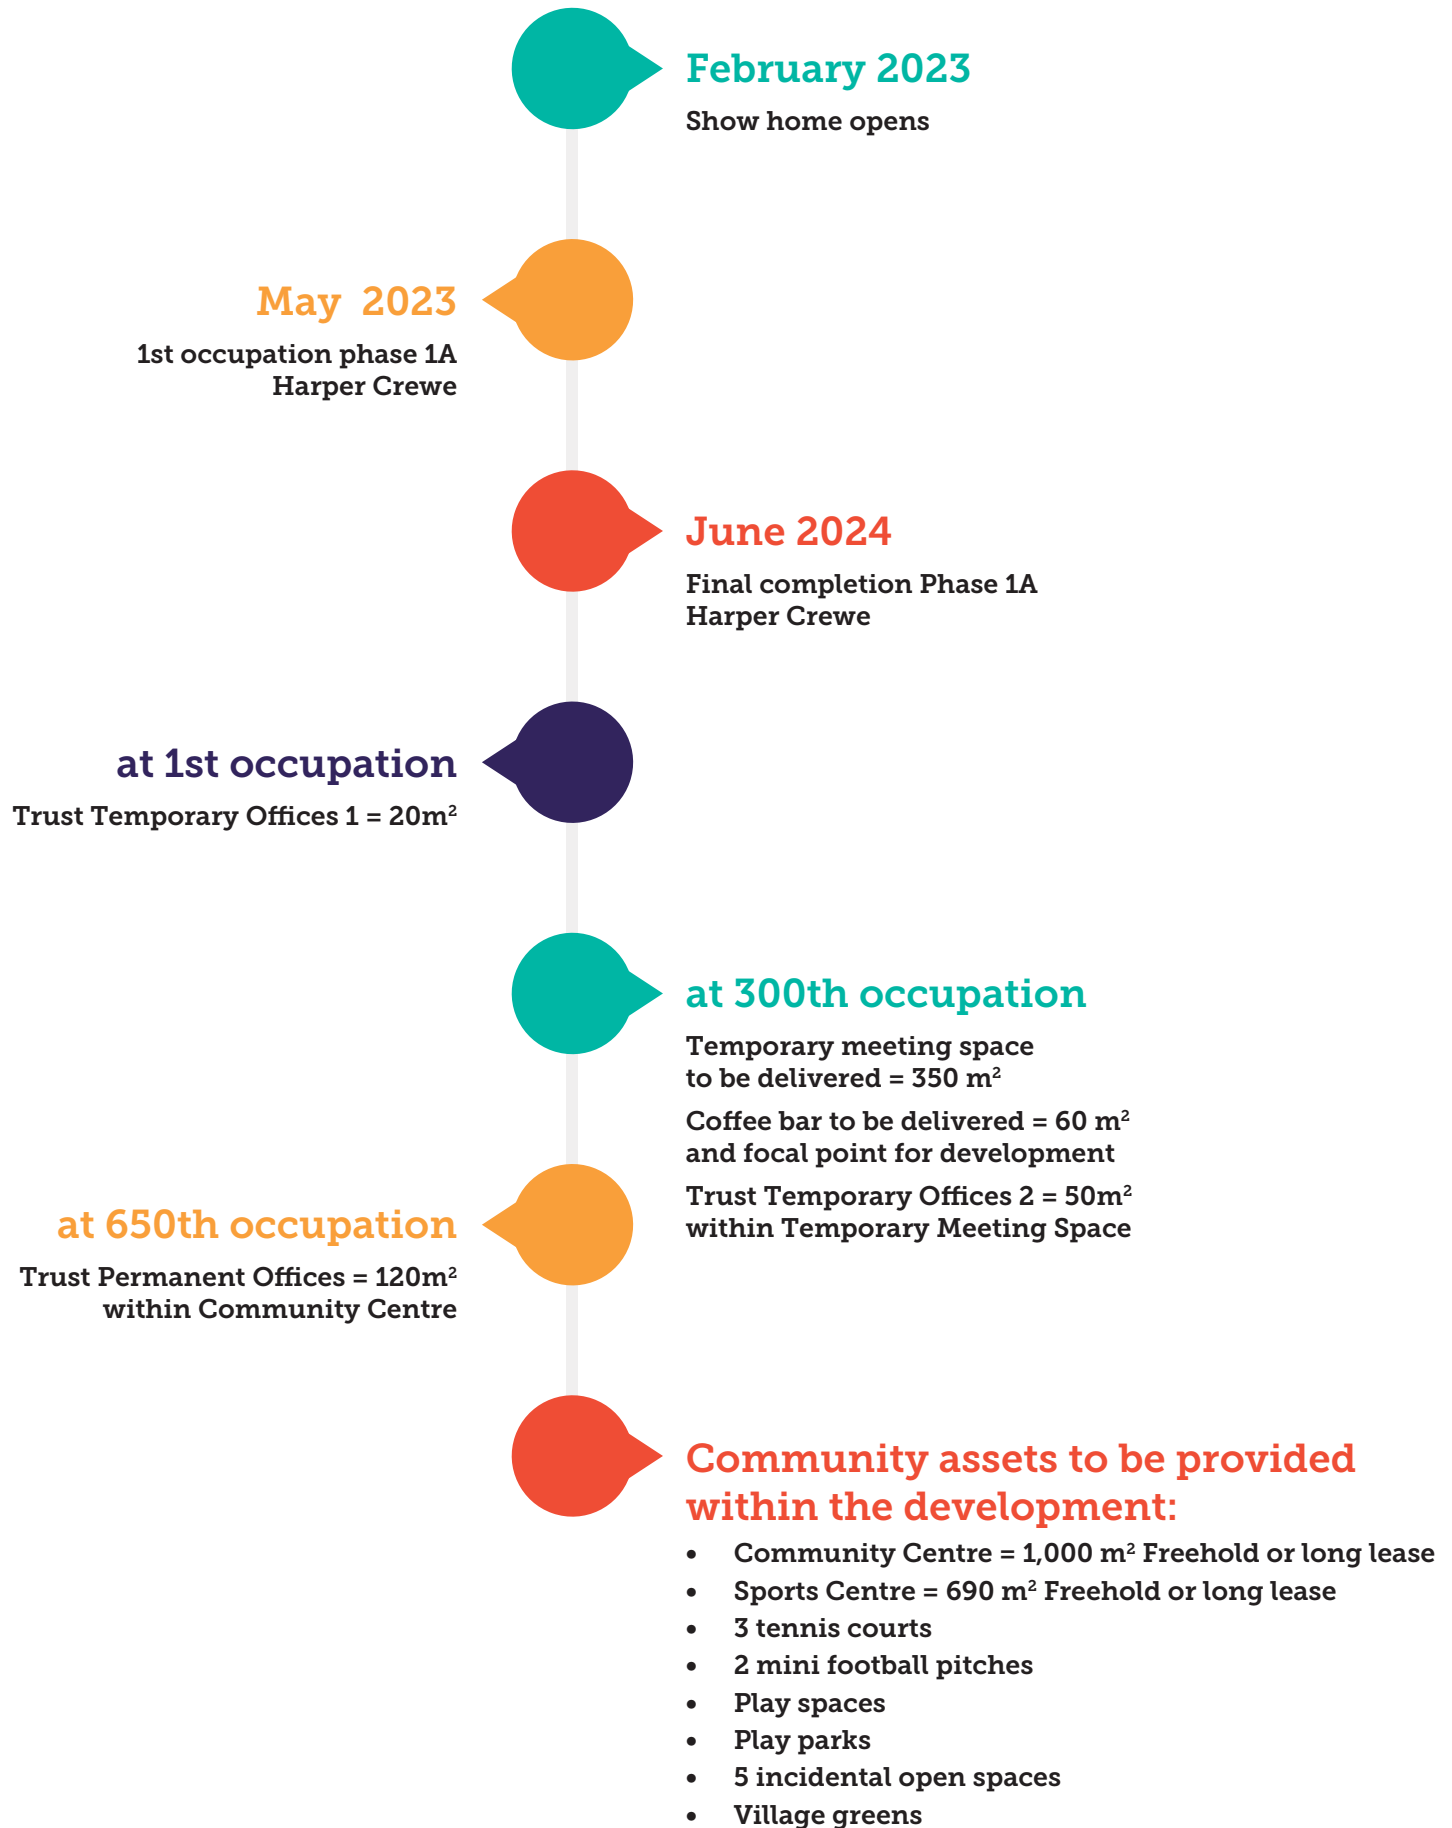 February 2023
Show home opens
May 2023
1st occupation phase 1A
Harper Crewe
June 2024
Final completion Phase 1A
Harper Crewe
at 1st occupation
Trust Temporary Offices 1 = 20m²
at 300th occupation
Temporary meeting space
to be delivered = 350 m²
Coffee bar to be delivered = 60 m²
and focal point for development
Trust Temporary Offices 2 = 50m²
within Temporary Meeting Space
at 650th occupation
Trust Permanent Offices = 120m²
within Community Centre
Community assets to be provided
within the development:
• Community Centre = 1,000 m² Freehold or long lease
• Sports Centre = 690 m² Freehold or long lease
• 3 tennis courts
• 2 mini football pitches
• Play spaces
• Play parks
• 5 incidental open spaces
• Village greens